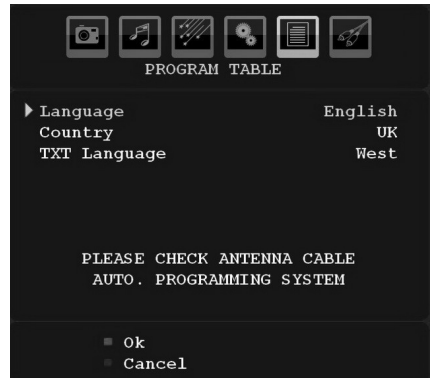 PROGRAM TABLE
Language English
Country UK
TXT Language West
PLEASE CHECK ANTENNA CABLE
AUTO. PROGRAMMING SYSTEM
Ok
Cancel